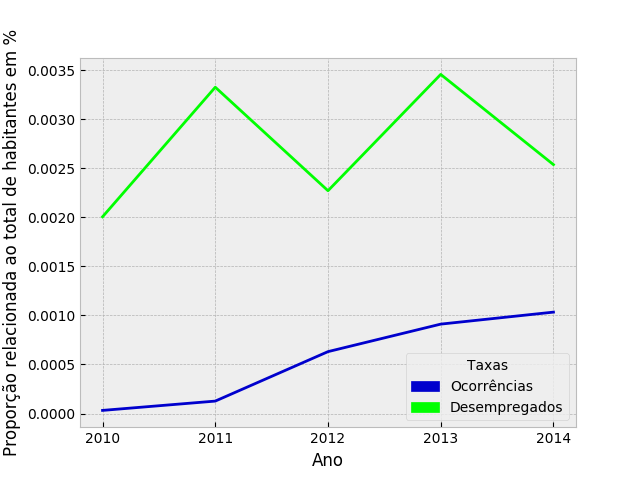 Proporção relacionada ao total de habitantes em %
0.0035
0.0030
0.0025
0.0020
0.0015
0.0010
0.0005
0.0000
Taxas
Ocorrências
Desempregados
2010 2011 2012 2013 2014
Ano